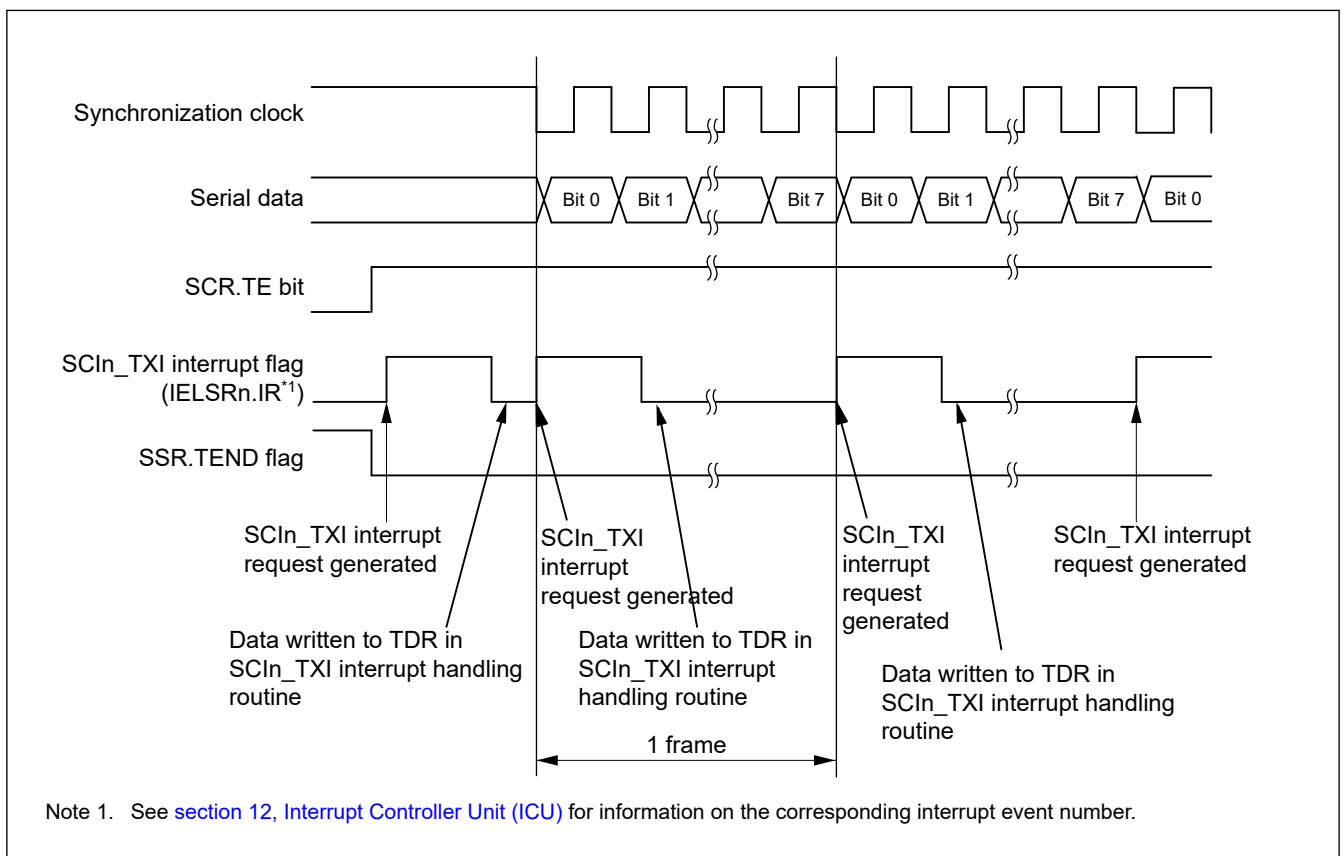 Synchronization clock
Serial data
Bit 0 Bit 1 Bit 7 Bit 0 Bit 1 Bit 7 Bit 0
SCR.TE bit
SCIn_TXI interrupt flag
(IELSRn.IR*1)
SSR.TEND flag
SCIn_TXI interrupt
request generated
SCIn_TXI
interrupt
request generated
SCIn_TXI
interrupt
request
generated
SCIn_TXI interrupt
request generated
Data written to TDR in
SCIn_TXI interrupt handling
routine
Data written to TDR in
SCIn_TXI interrupt
handling routine
Data written to TDR in
SCIn_TXI interrupt handling
routine
1 frame
Note 1. See section 12, Interrupt Controller Unit (ICU) for information on the corresponding interrupt event number.